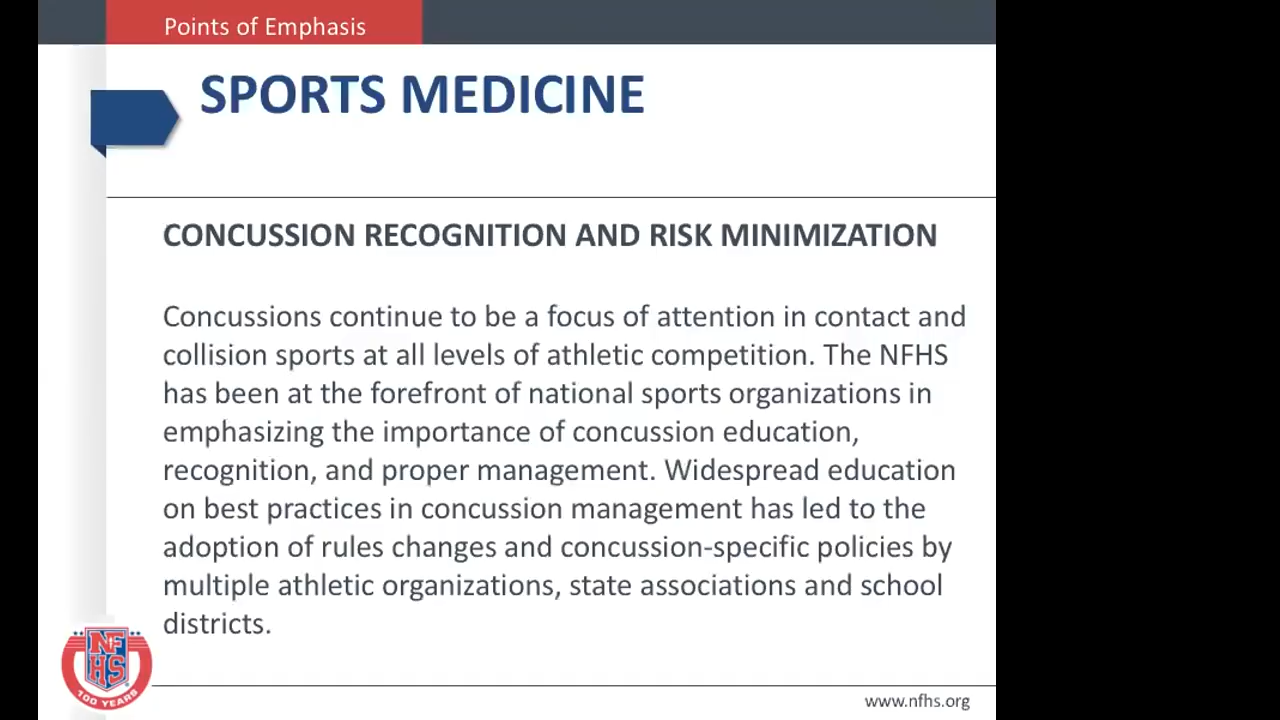 Points of Emphasis
SPORTS MEDICINE
CONCUSSION RECOGNITION AND RISK MINIMIZATION
Concussions continue to be a focus of attention in contact and
collision sports at all levels of athletic competition. The NFHS
has been at the forefront of national sports organizations in
emphasizing the importance of concussion education,
recognition, and proper management. Widespread education
on best practices in concussion management has led to the
adoption of rules changes and concussion-specific policies by
multiple athletic organizations, state associations and school
districts.
NF
HS
100 YEARS
www.nfhs.org